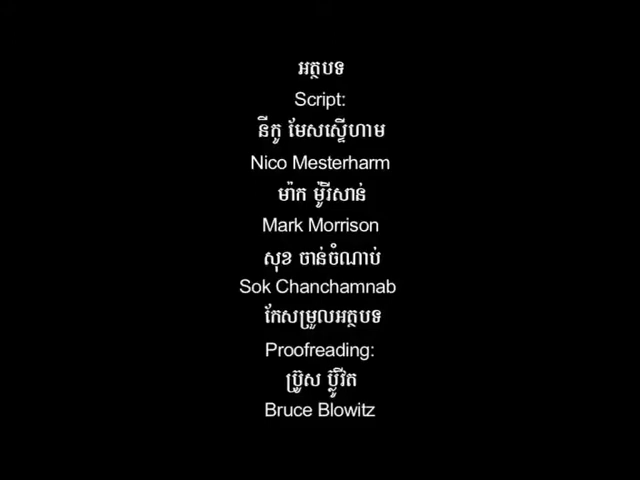 អត្ថបទ
Script:
នីកូ មែសស្ទើហាម
Nico Mesterharm
ម៉ាក ម៉ូរីសាន់
Mark Morrison
សុខ ចាន់ចំណាប់
Sok Chanchamnab
កែសម្រួលអត្ថបទ
Proofreading:
ប្រ៊ូស ប្លូ៊វីត
Bruce Blowitz